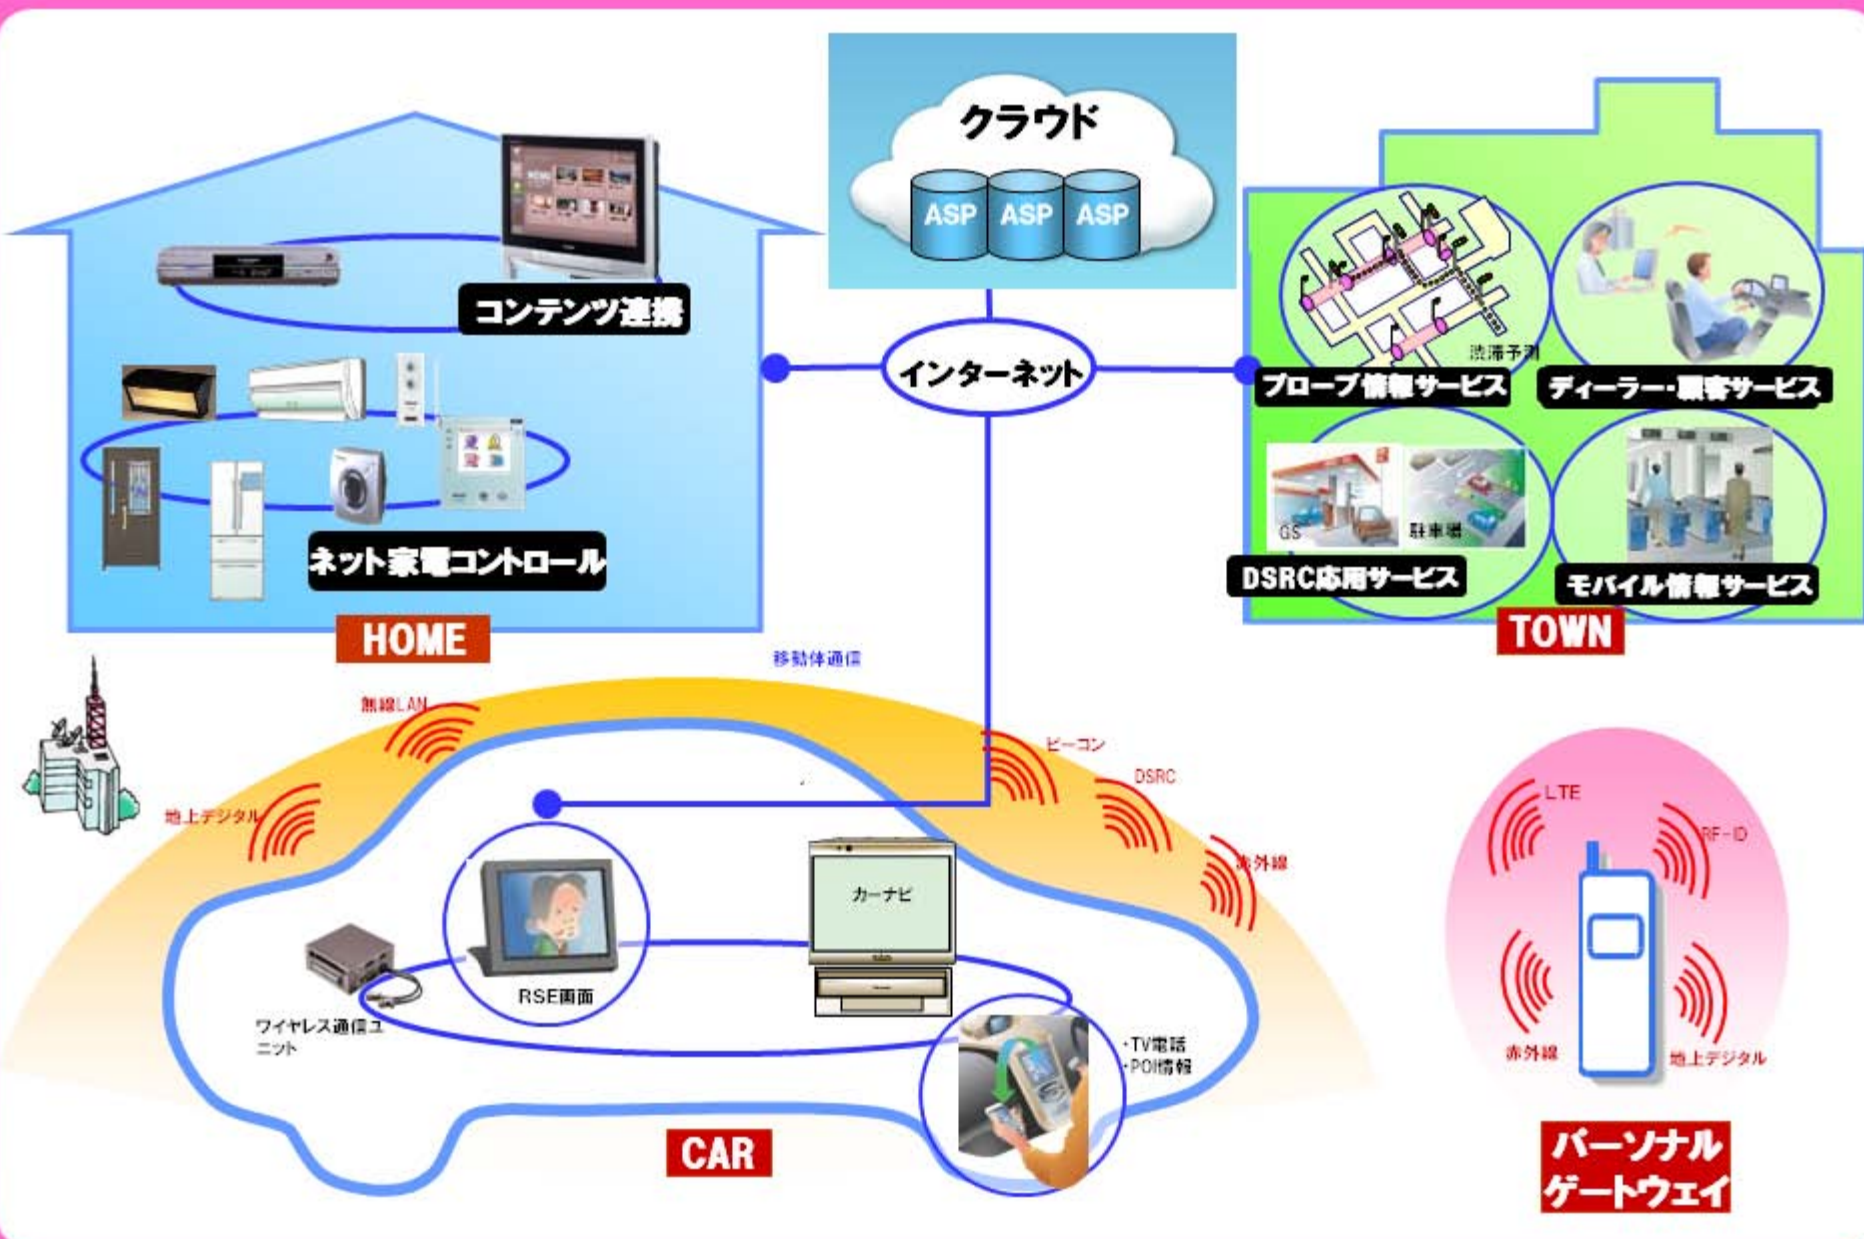 クラウド
ASP ASP ASP
コンテンツ連携
インターネット
渋滞予測
プローブ情報サービス
ディーラー・顧客サービス
GS
駐車場
ネット家電コントロール
DSRC応用サービス
モバイル情報サービス
HOME
TOWN
移動体通信
無線LAN
ビーコン
DSRC
地上デジタル
赤外線
LTE
RF-ID
カーナビ
RSE画面
ワイヤレス通信ユ
ニット
・TV電話
・POI情報
赤外線
地上デジタル
CAR
パーソナル
ゲートウェイ